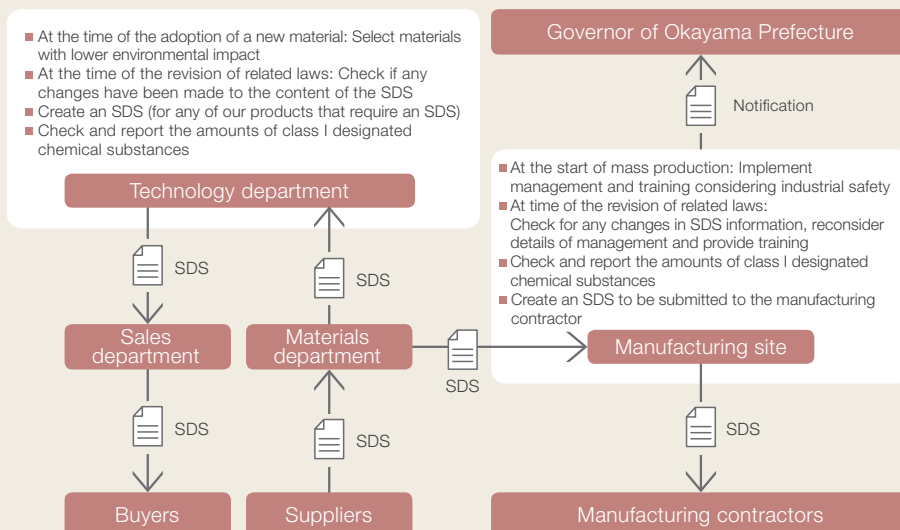 ■ At the time of the adoption of a new material: Select materials
with lower environmental impact
■ At the time of the revision of related laws: Check if any
changes have been made to the content of the SDS
■ Create an SDS (for any of our products that require an SDS)
■ Check and report the amounts of class I designated
chemical substances
Technology department
SDS
SDS
Sales
department
Materials
department
SDS
SDS
SDS
Buyers
Suppliers
Governor of Okayama Prefecture
Notification
■ At the start of mass production: Implement
management and training considering industrial safety
■ At time of the revision of related laws:
Check for any changes in SDS information, reconsider
details of management and provide training
■ Check and report the amounts of class I designated
chemical substances
■ Create an SDS to be submitted to the manufacturing
contractor
Manufacturing site
SDS
Manufacturing contractors